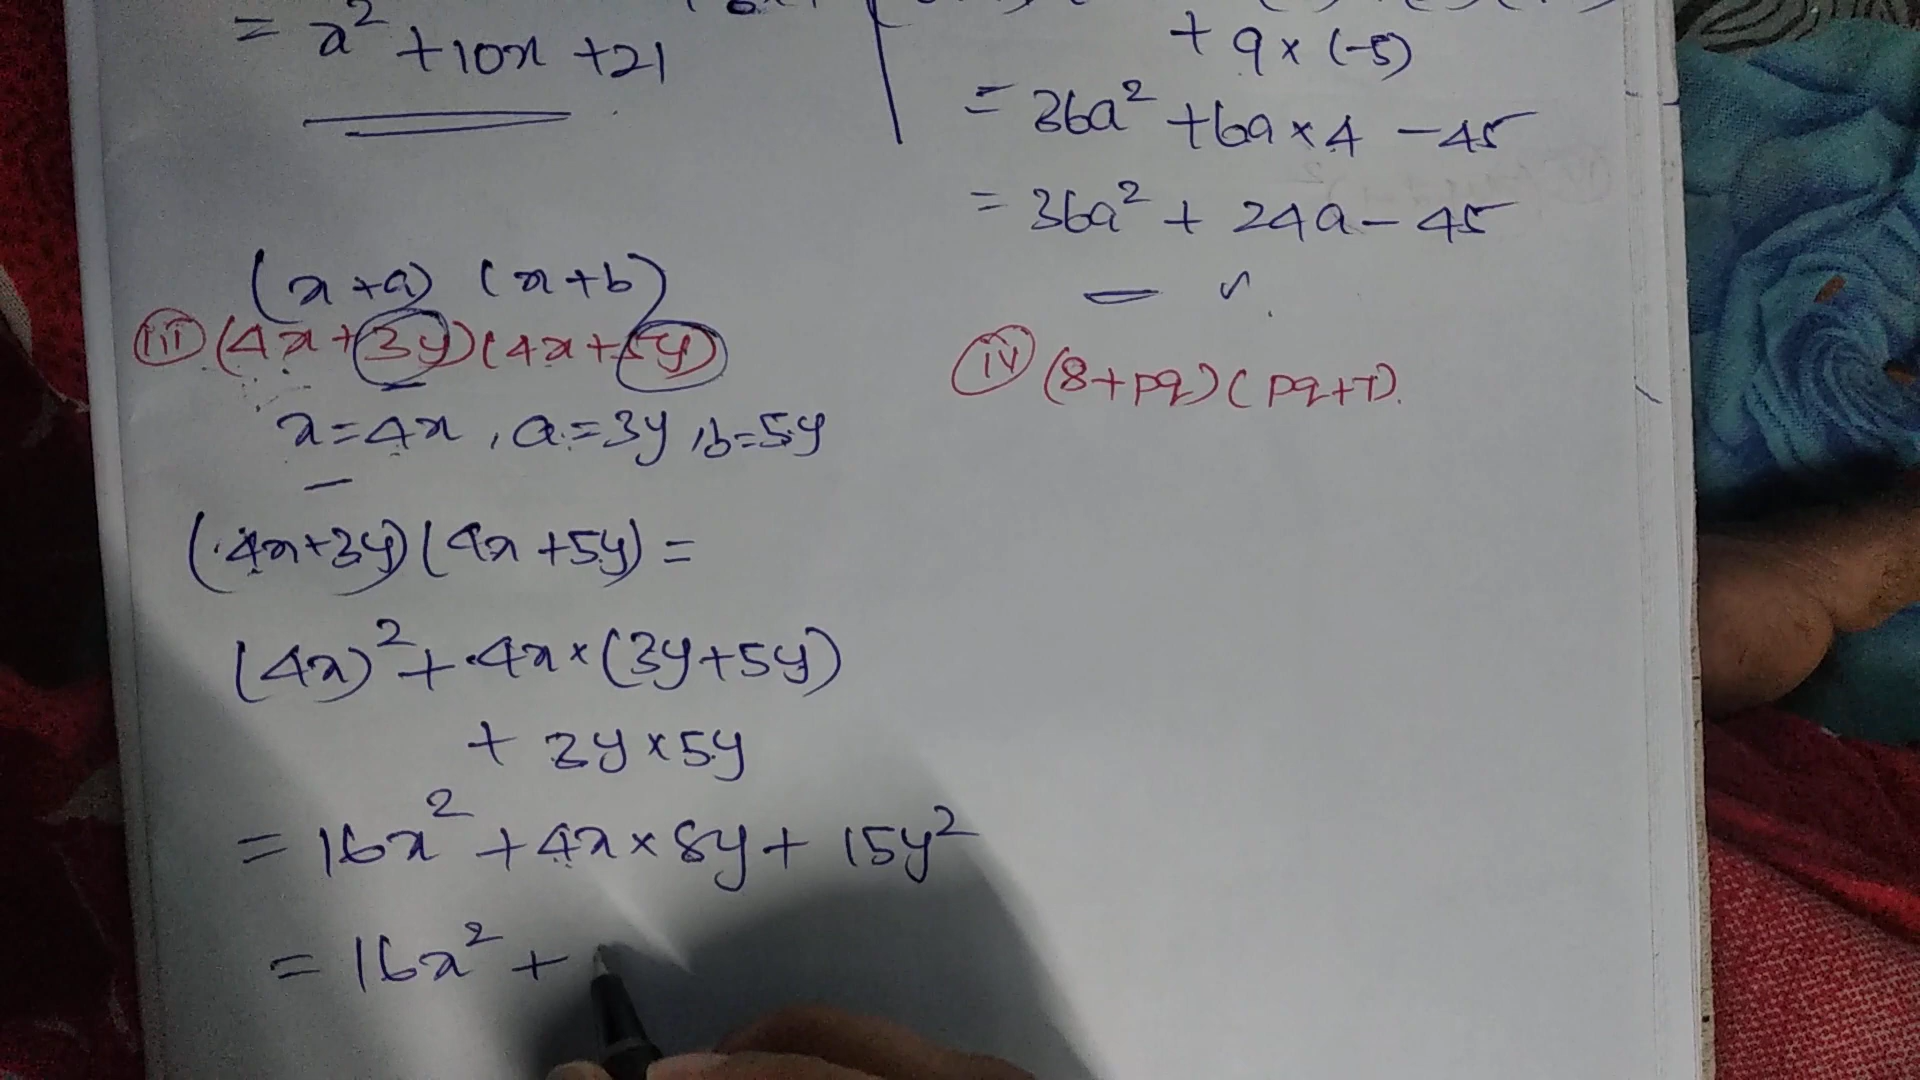 = x² + 10x + 21
(x+a) (x+b)
(iii) (4x+3y)(4x+5y)
x=4x, a=3y, b=5y
(4x+3y)(4x+5y) =
(4x)² + 4x × (3y+5y)
+ 3y × 5y
= 16x² + 4x × 8y + 15y²
= 16x² +
+ 9 × (-5)
= 36a² + 6a × 4 - 45
= 36a² + 24a - 45
(iv) (8+pq)(pq+7).